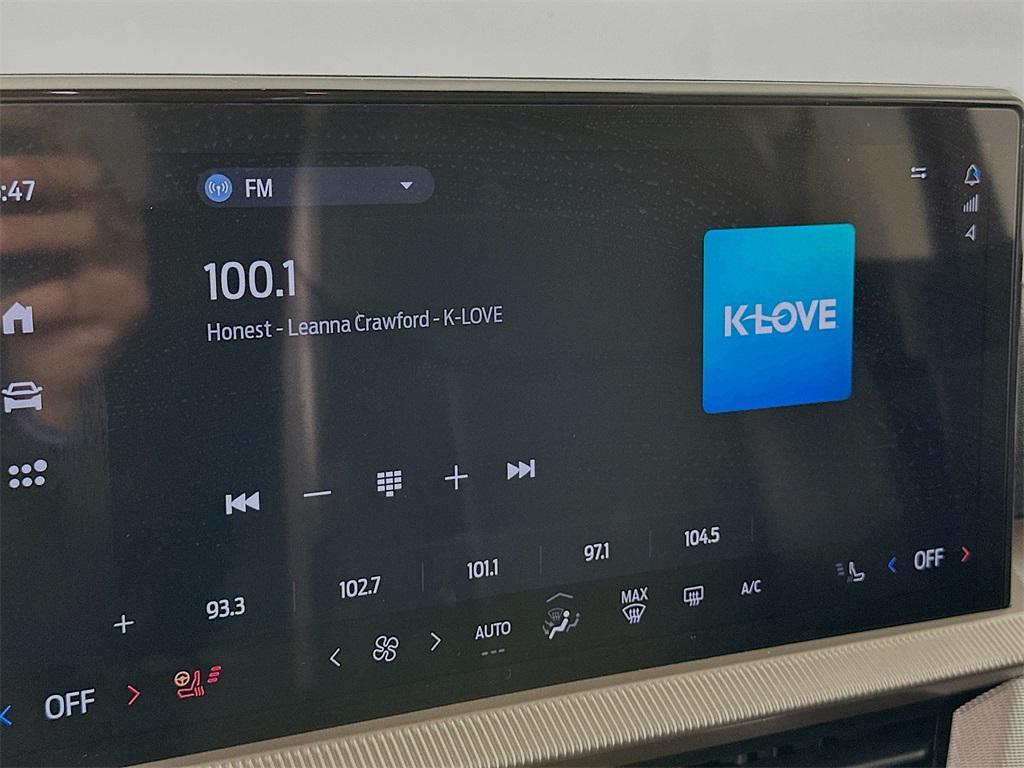 :47
FM
100.1
Honest - Leanna Crawford - K-LOVE
K-LOVE
93.3
102.7
101.1
97.1
104.5
OFF
AUTO
MAX
A/C
OFF